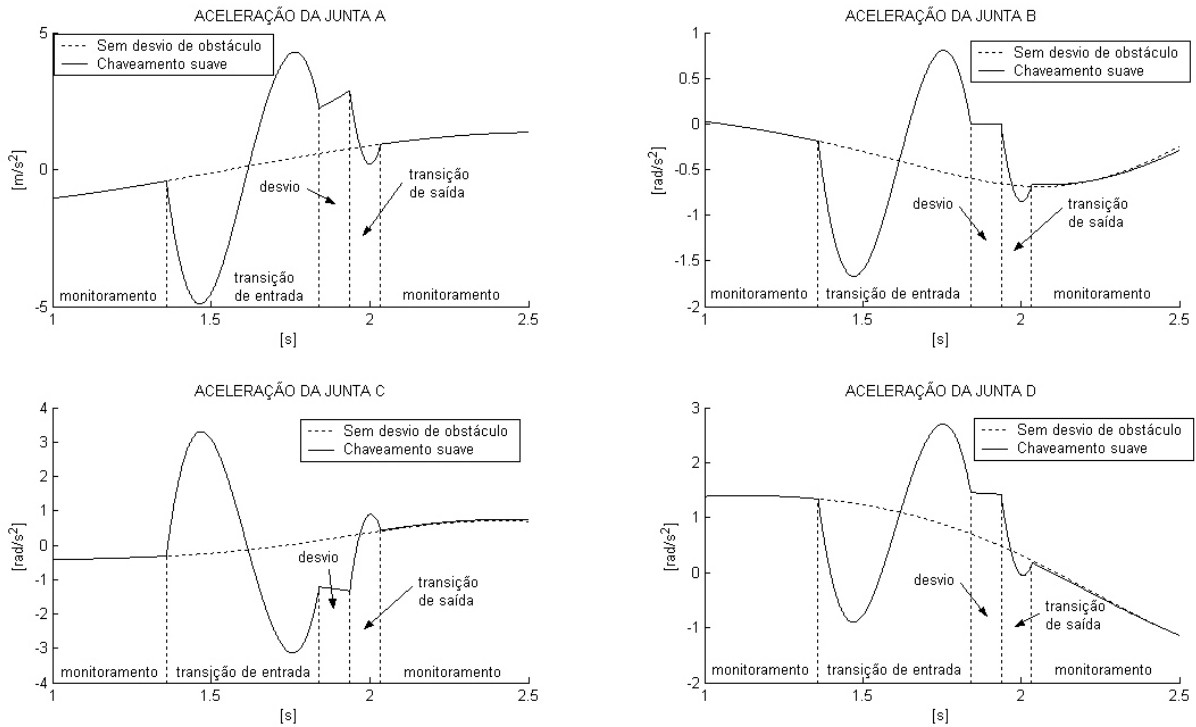 ACELERAÇÃO DA JUNTA A
5
Sem desvio de obstáculo
Chaveamento suave
[m/s²]
0
desvio
transição
de saída
transição
de entrada
monitoramento
monitoramento
-5
1
1.5
2
2.5
[s]
ACELERAÇÃO DA JUNTA B
1
Sem desvio de obstáculo
Chaveamento suave
0.5
0
[rad/s²]
-0.5
desvio
transição
de saída
-1
-1.5
monitoramento
transição de entrada
monitoramento
-2
1
1.5
2
2.5
[s]
ACELERAÇÃO DA JUNTA C
4
Sem desvio de obstáculo
Chaveamento suave
3
2
1
[rad/s²]
0
desvio
-1
transição
de saída
-2
-3
monitoramento
transição de entrada
monitoramento
-4
1
1.5
2
2.5
[s]
ACELERAÇÃO DA JUNTA D
3
Sem desvio de obstáculo
Chaveamento suave
2
1
[rad/s²]
0
desvio
transição
de saída
-1
monitoramento
transição de entrada
monitoramento
-2
1
1.5
2
2.5
[s]